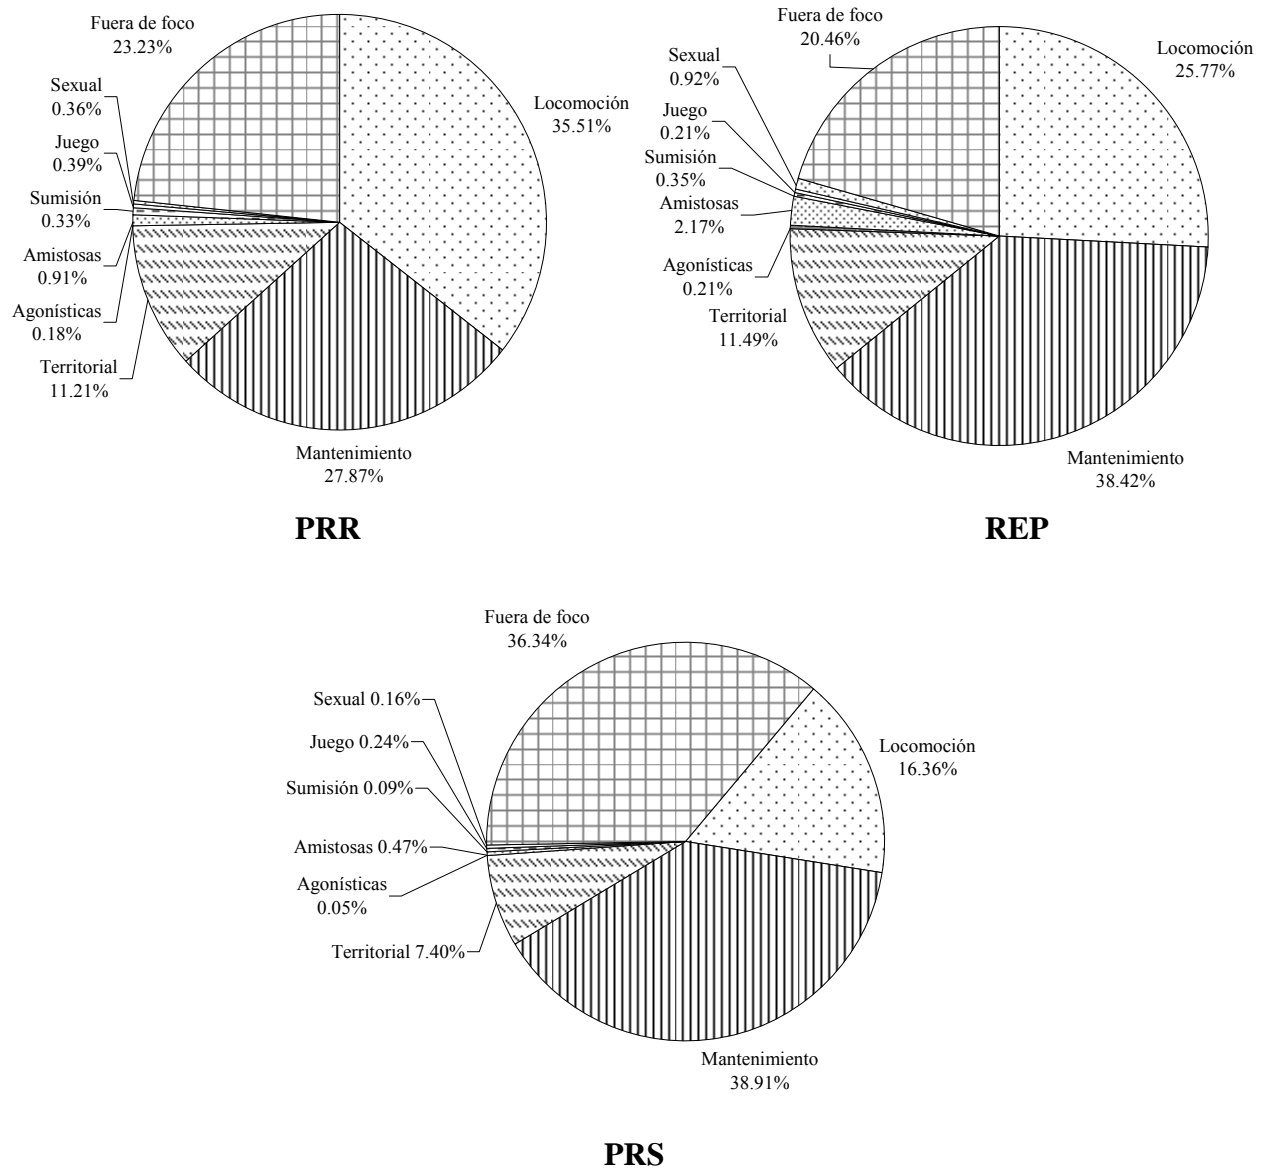 Fuera de foco
23.23%
Sexual
0.36%
Juego
0.39%
Sumisión
0.33%
Amistosas
0.91%
Agonísticas
0.18%
Territorial
11.21%
Mantenimiento
27.87%
Locomoción
35.51%
PRR
Fuera de foco
20.46%
Sexual
0.92%
Juego
0.21%
Sumisión
0.35%
Amistosas
2.17%
Agonísticas
0.21%
Territorial
11.49%
Mantenimiento
38.42%
Locomoción
25.77%
REP
Fuera de foco
36.34%
Sexual 0.16%
Juego 0.24%
Sumisión 0.09%
Amistosas 0.47%
Agonísticas
0.05%
Territorial 7.40%
Mantenimiento
38.91%
Locomoción
16.36%
PRS